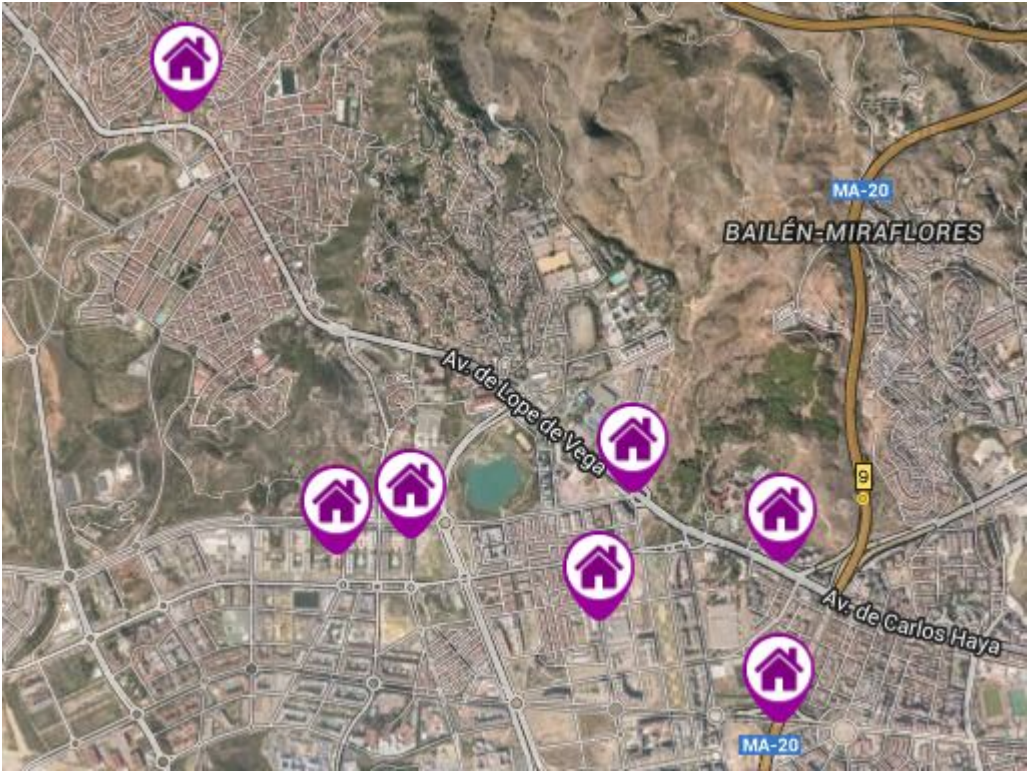 MA-20
BAILÉN-MIRAFLORES
Av. de Lope de Vega
9
Av. de Carlos Haya
MA-20